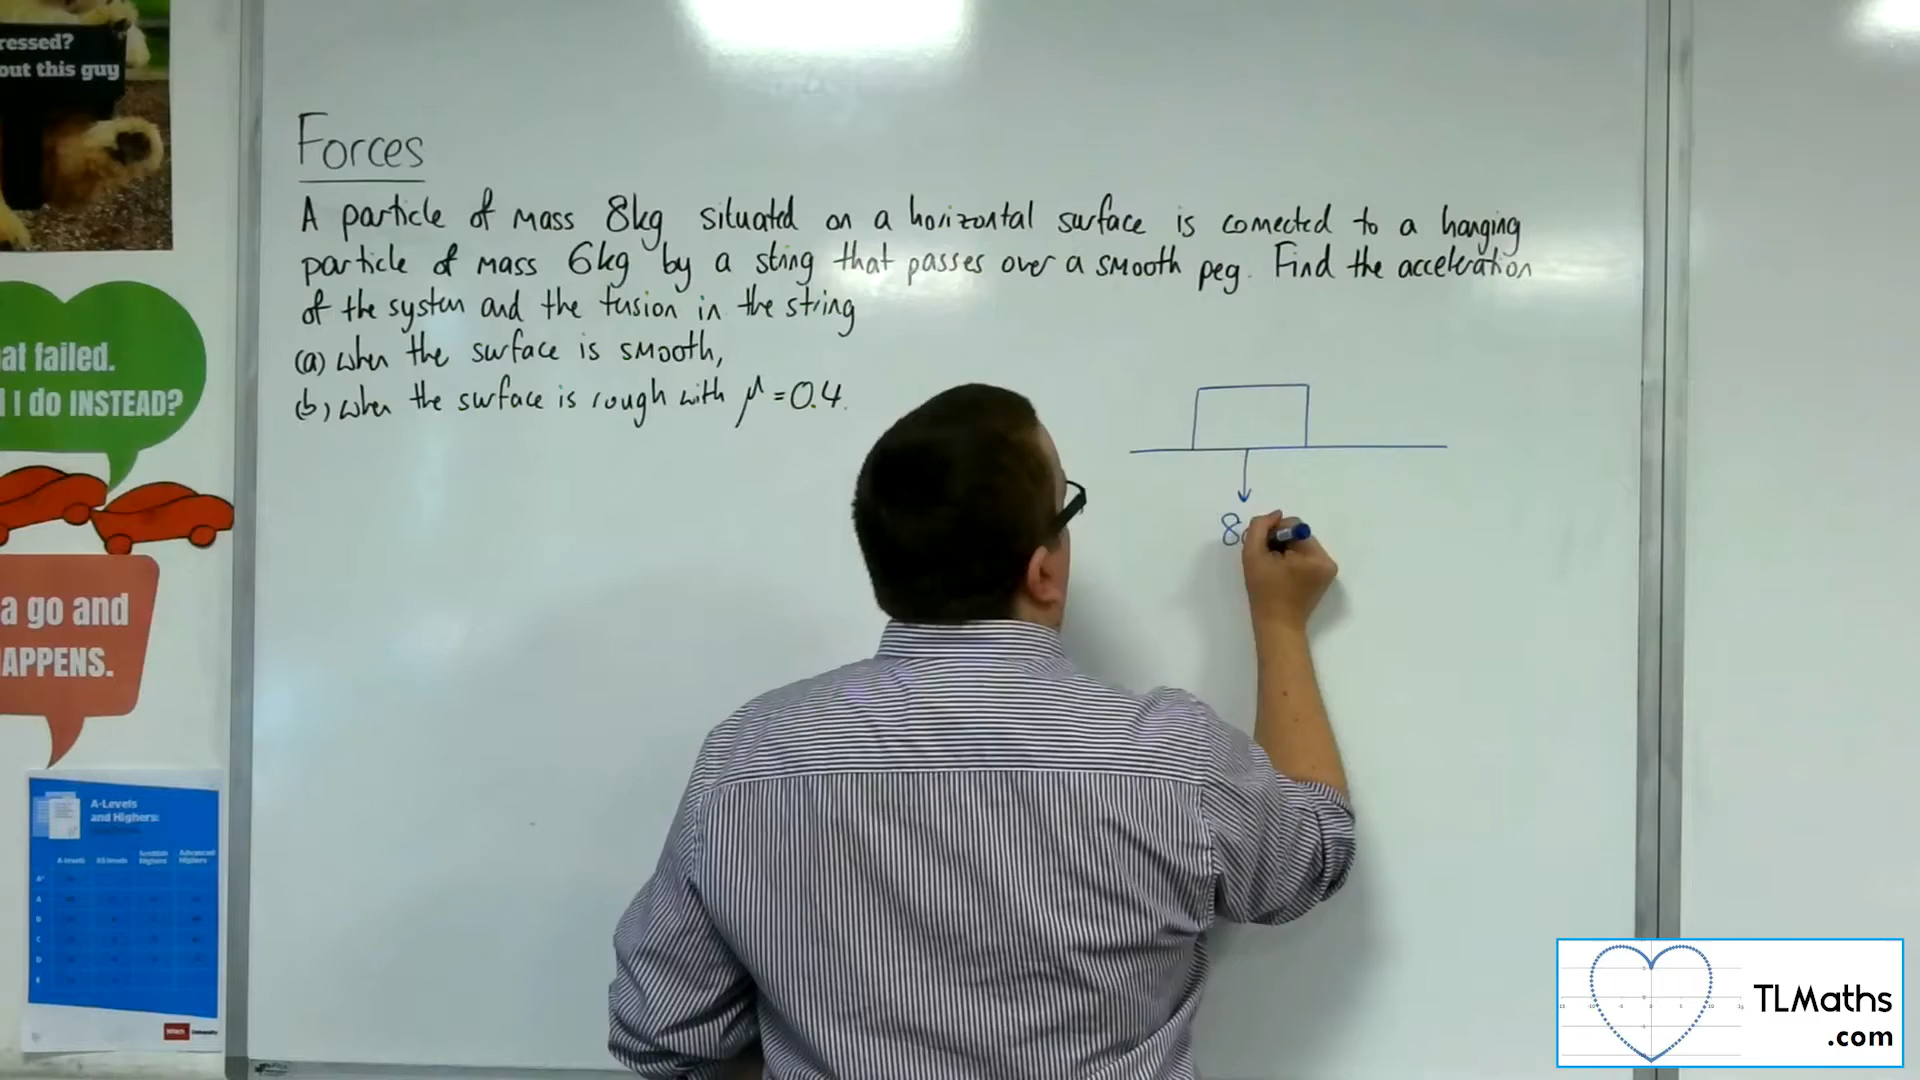 ressed?
out this guy
Forces
A particle of mass 8kg situated on a horizontal surface is connected to a hanging
particle of mass 6kg by a string that passes over a smooth peg. Find the acceleration
of the system and the tension in the string
(a) when the surface is smooth,
(b) when the surface is rough with μ = 0.4.
8
at failed.
I do INSTEAD?
a go and
APPENS.
A-Levels
and Highers:
TLMaths
.com